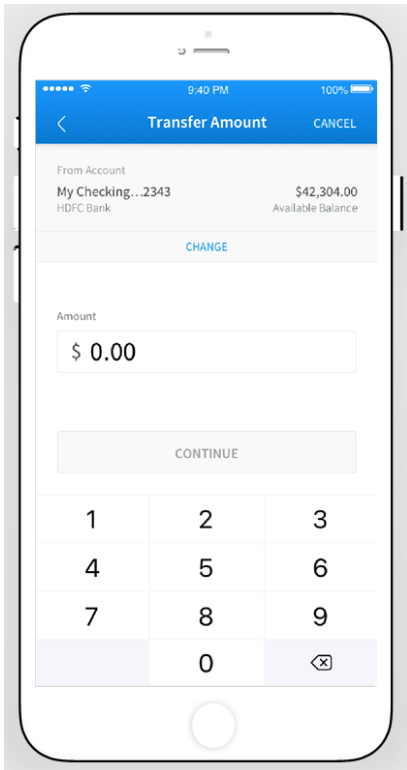 9:40 PM 100%
Transfer Amount CANCEL
From Account
My Checking...2343 $42,304.00
HDFC Bank Available Balance
CHANGE
Amount
$ 0.00
CONTINUE
1 2 3
4 5 6
7 8 9
0